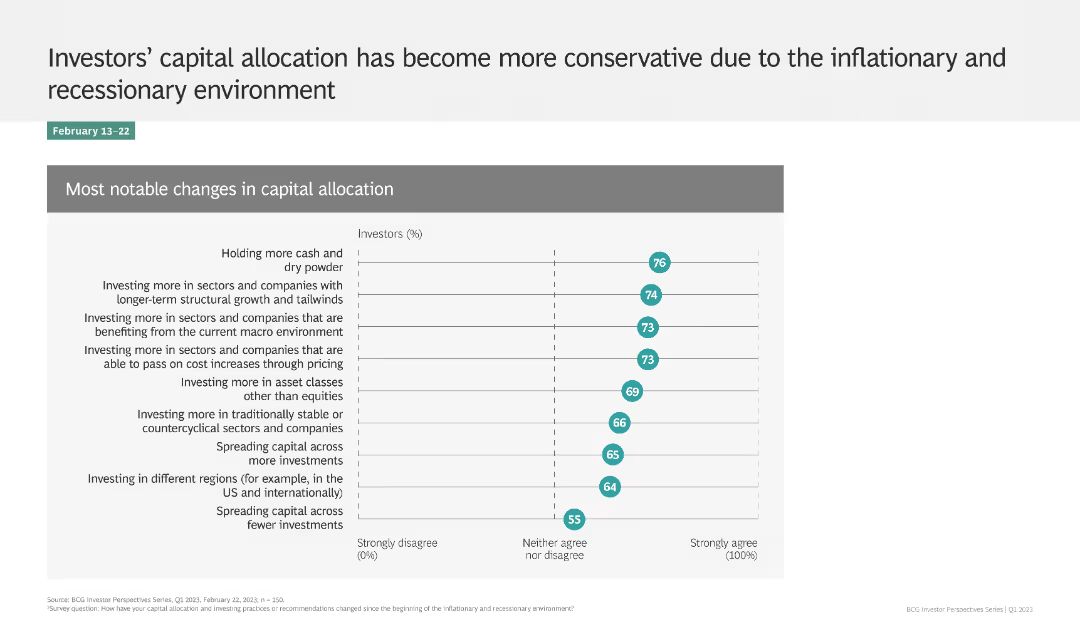 Investors’ capital allocation has become more conservative due to the inflationary and
recessionary environment
February 13–22
Most notable changes in capital allocation
Investors (%)
Holding more cash and
dry powder
76
Investing more in sectors and companies with
longer-term structural growth and tailwinds
74
Investing more in sectors and companies that are
benefiting from the current macro environment
73
Investing more in sectors and companies that are
able to pass on cost increases through pricing
73
Investing more in asset classes
other than equities
69
Investing more in traditionally stable or
countercyclical sectors and companies
66
Spreading capital across
more investments
65
Investing in different regions (for example, in the
US and internationally)
64
Spreading capital across
fewer investments
55
Strongly disagree
(0%)
Neither agree
nor disagree
Strongly agree
(100%)
Source: BCG Investor Perspectives Series, Q1 2023, February 22, 2023; n = 150.
¹Survey question: How have your capital allocation and investing practices or recommendations changed since the beginning of the inflationary and recessionary environment?
BCG Investor Perspectives Series | Q1 2023